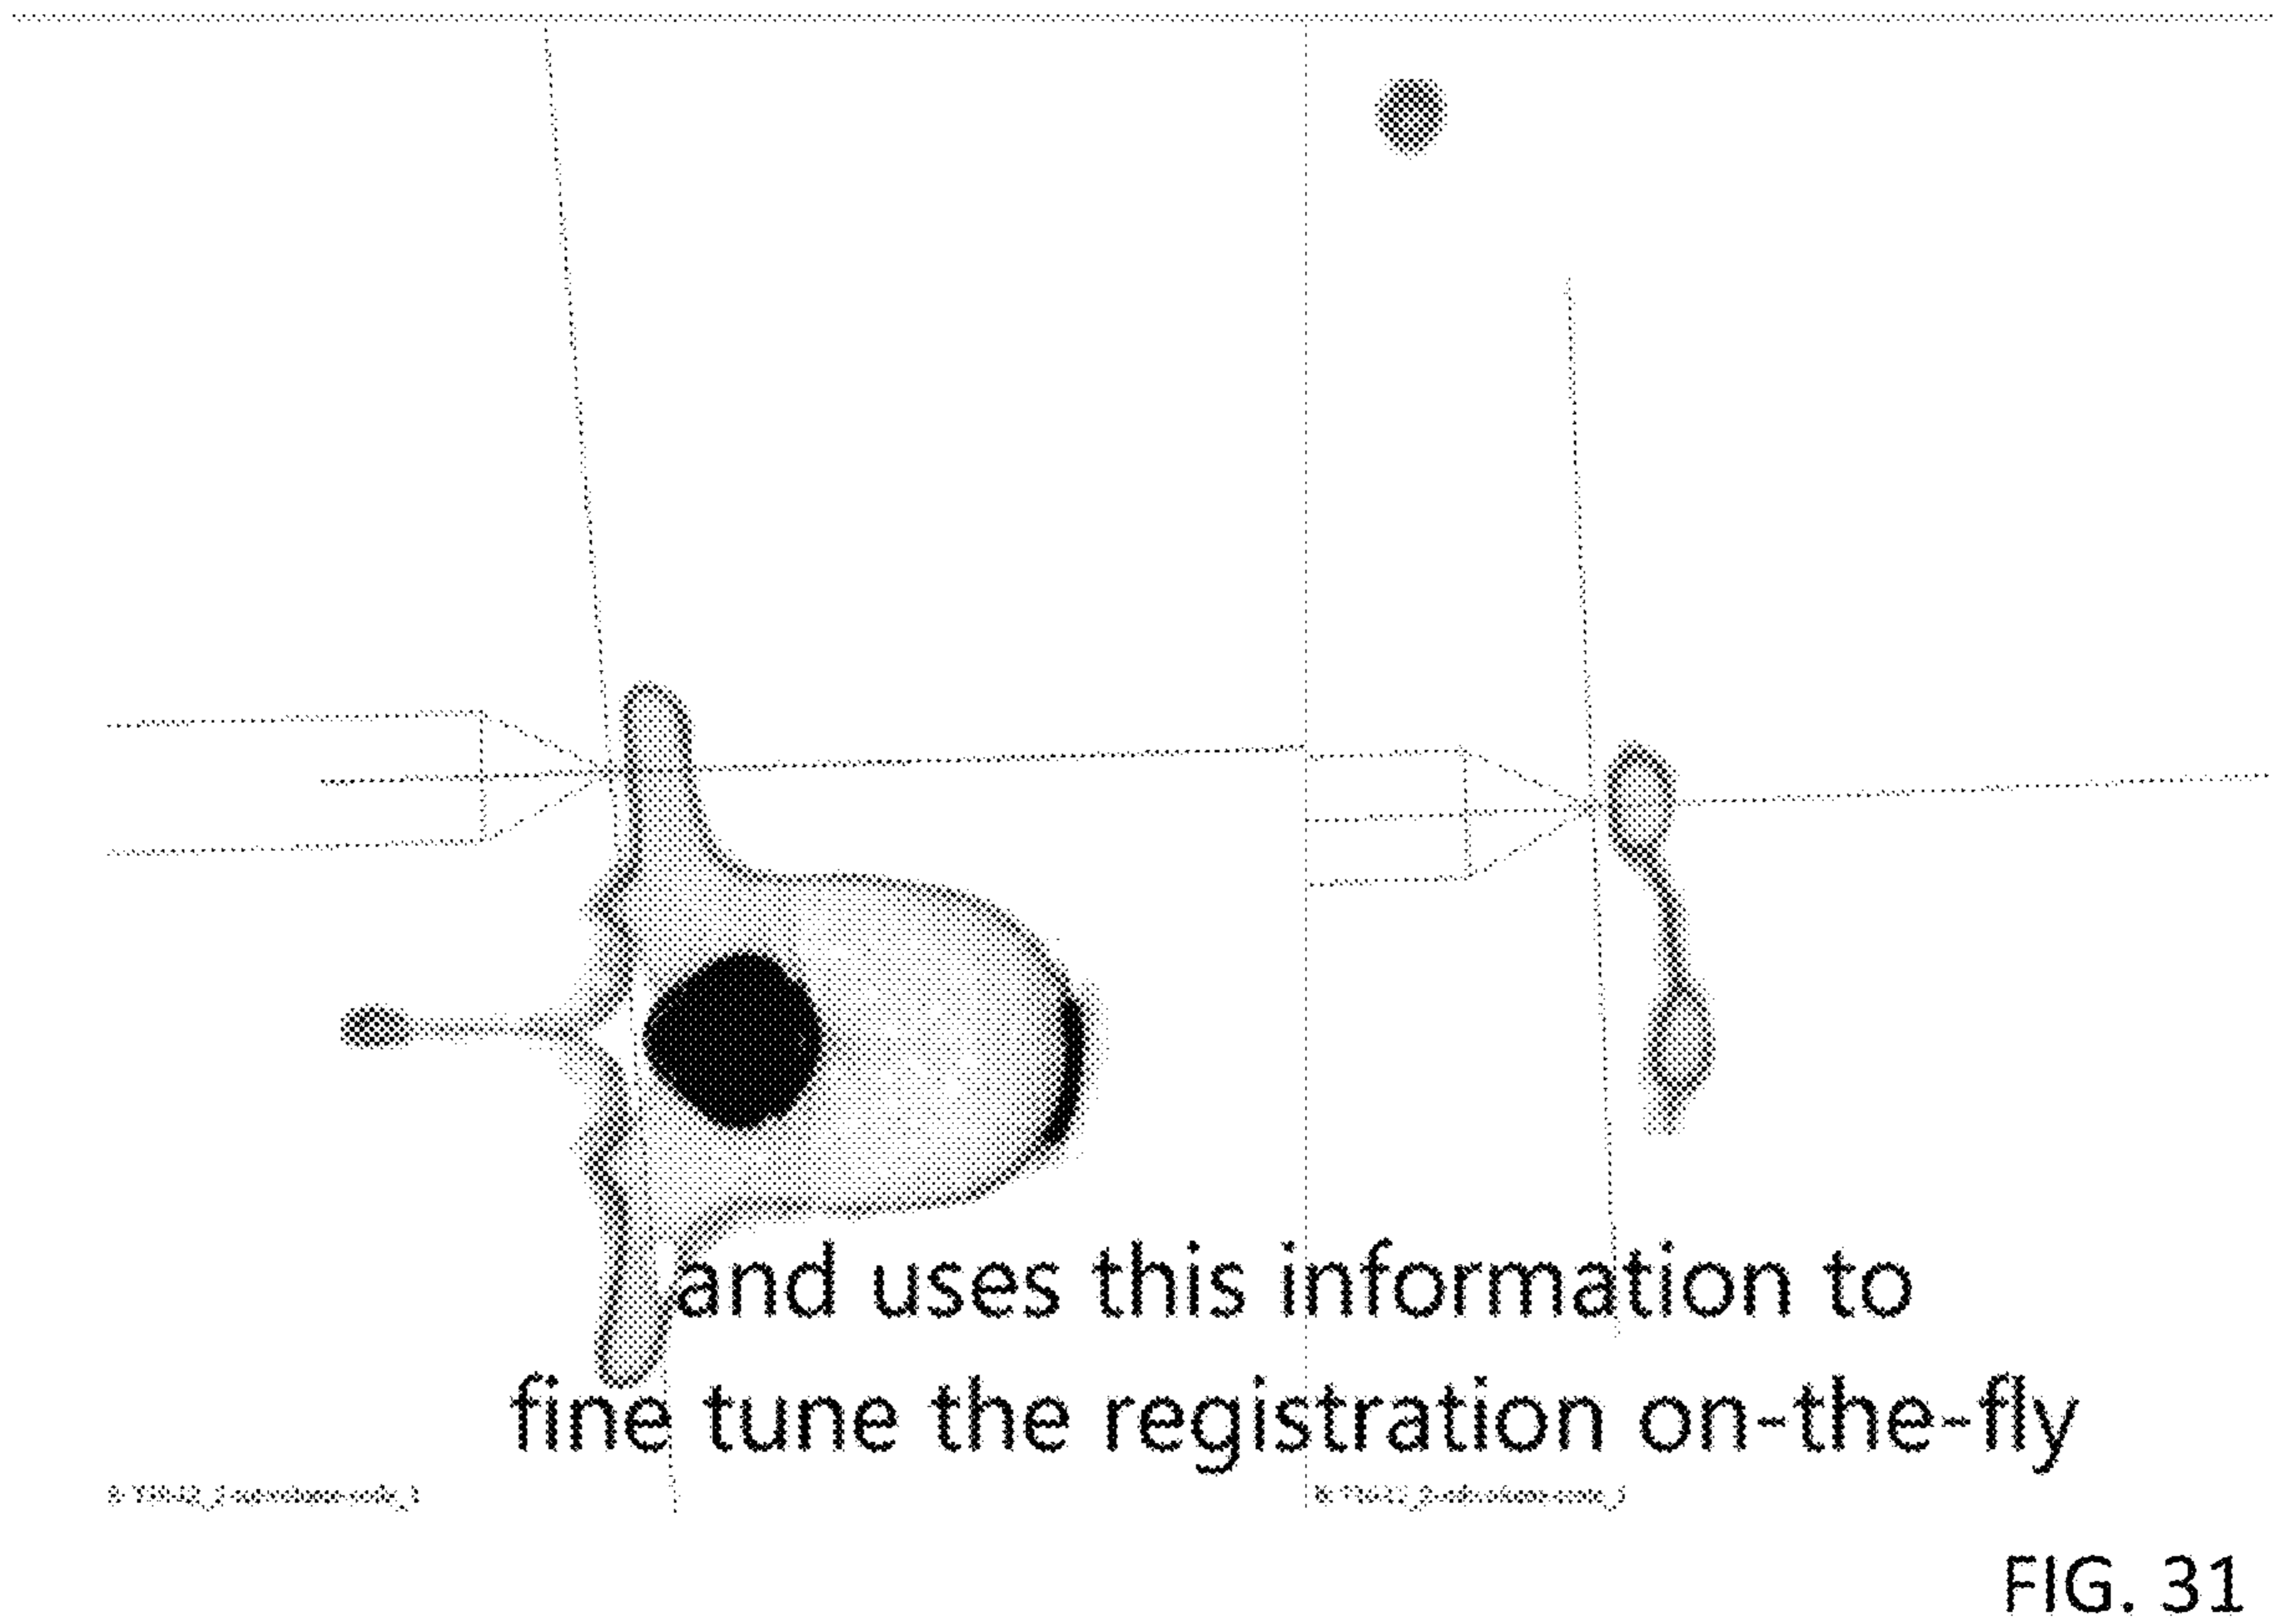 and uses this information to
fine tune the registration on-the-fly
FIG. 31